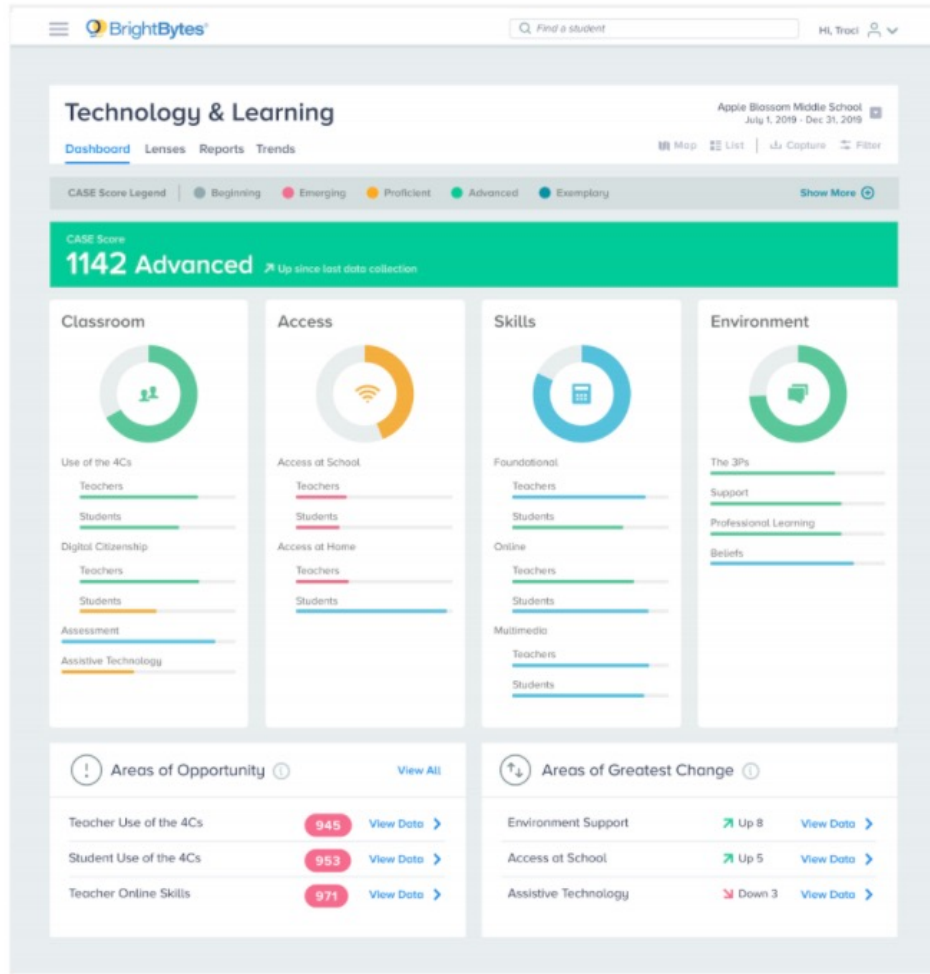 BrightBytes®
Find a student
Hi, Traci
Technology & Learning
Apple Blossom Middle School
July 1, 2019 - Dec 31, 2019
Dashboard Lenses Reports Trends
Map List Capture Filter
CASE Score Legend Beginning Emerging Proficient Advanced Exemplary Show More
CASE Score
1142 Advanced Up since last data collection
Classroom
Use of the 4Cs
Teachers
Students
Digital Citizenship
Teachers
Students
Assessment
Assistive Technology
Access
Access at School
Teachers
Students
Access at Home
Teachers
Students
Skills
Foundational
Teachers
Students
Online
Teachers
Students
Multimedia
Teachers
Students
Environment
The 3Ps
Support
Professional Learning
Beliefs
Areas of Opportunity View All
Teacher Use of the 4Cs 945 View Data
Student Use of the 4Cs 953 View Data
Teacher Online Skills 971 View Data
Areas of Greatest Change
Environment Support Up 8 View Data
Access at School Up 5 View Data
Assistive Technology Down 3 View Data